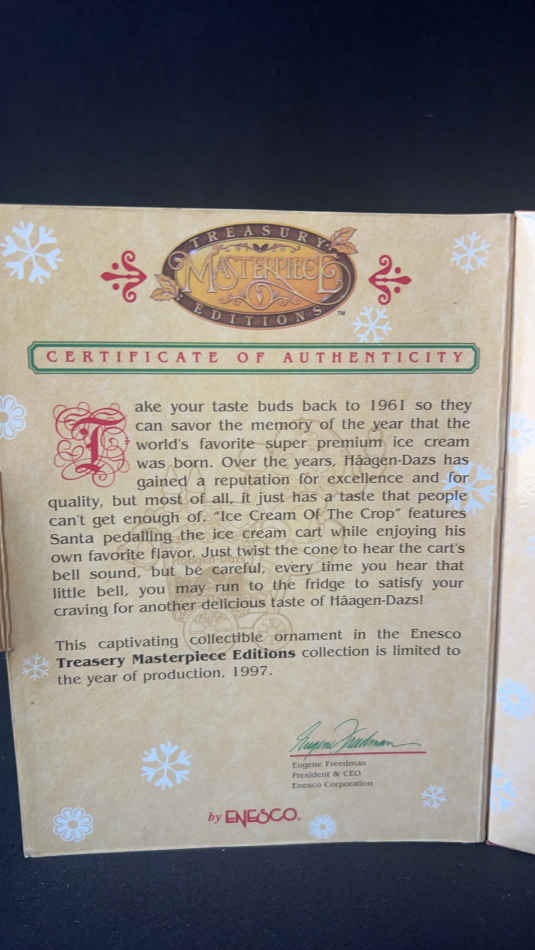 TREASURY
MASTERPIECE
EDITIONS
TM
CERTIFICATE OF AUTHENTICITY
Take your taste buds back to 1961 so they
can savor the memory of the year that the
world's favorite super premium ice cream
was born. Over the years, Häagen-Dazs has
gained a reputation for excellence and for
quality, but most of all, it just has a taste that people
can't get enough of. "Ice Cream Of The Crop" features
Santa pedalling the ice cream cart while enjoying his
own favorite flavor. Just twist the cone to hear the cart's
bell sound, but be careful, every time you hear that
little bell, you may run to the fridge to satisfy your
craving for another delicious taste of Häagen-Dazs!
This captivating collectible ornament in the Enesco
Treasery Masterpiece Editions collection is limited to
the year of production, 1997.
Eugene Freedman
Eugene Freedman
President & CEO
Enesco Corporation
by ENESCO.